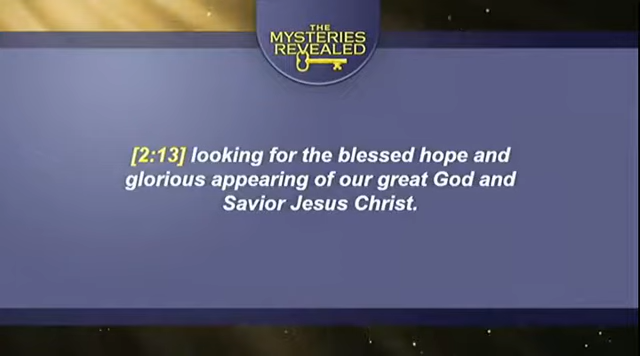 THE
MYSTERIES
REVEALED
[2:13] looking for the blessed hope and
glorious appearing of our great God and
Savior Jesus Christ.